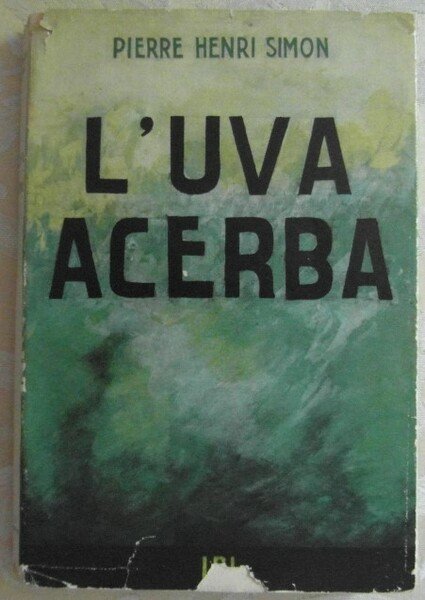 PIERRE HENRI SIMON
L'UVA
ACERBA